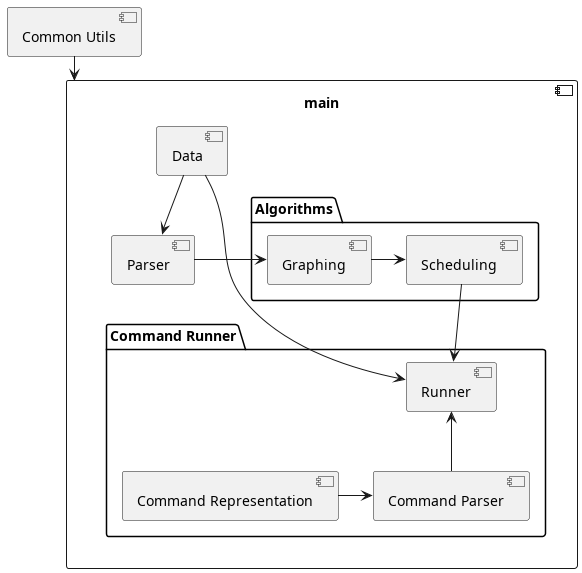 Common Utils
main
Data
Algorithms
Parser
Graphing
Scheduling
Command Runner
Runner
Command Representation
Command Parser